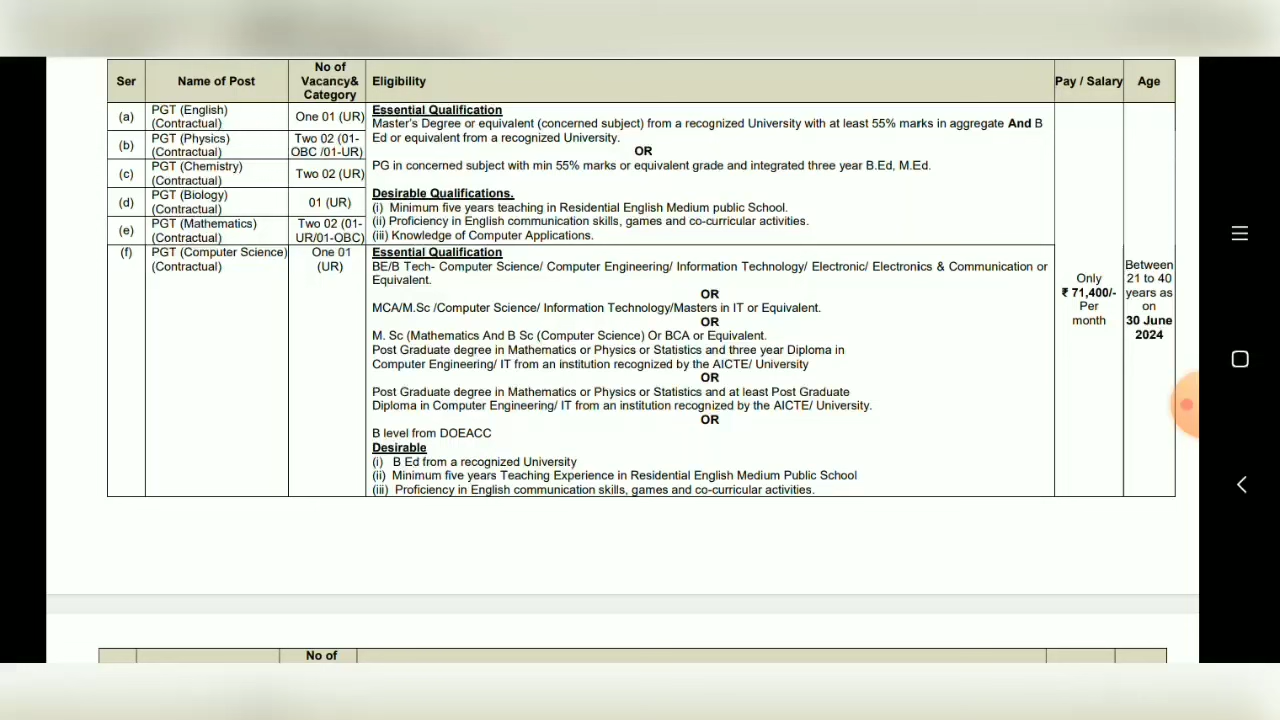 Ser
Name of Post
No of
Vacancy&
Category
Eligibility
Pay / Salary
Age
(a)
PGT (English)
(Contractual)
One 01 (UR)
(b)
PGT (Physics)
(Contractual)
Two 02 (01-
OBC /01-UR)
(c)
PGT (Chemistry)
(Contractual)
Two 02 (UR)
(d)
PGT (Biology)
(Contractual)
01 (UR)
(e)
PGT (Mathematics)
(Contractual)
Two 02 (01-
UR/01-OBC)
Essential Qualification
Master's Degree or equivalent (concerned subject) from a recognized University with at least 55% marks in aggregate And B
Ed or equivalent from a recognized University.
OR
PG in concerned subject with min 55% marks or equivalent grade and integrated three year B.Ed, M.Ed.
Desirable Qualifications.
(i) Minimum five years teaching in Residential English Medium public School.
(ii) Proficiency in English communication skills, games and co-curricular activities.
(iii) Knowledge of Computer Applications.
(f)
PGT (Computer Science)
(Contractual)
One 01
(UR)
Essential Qualification
BE/B Tech- Computer Science/ Computer Engineering/ Information Technology/ Electronic/ Electronics & Communication or
Equivalent.
OR
MCA/M.Sc /Computer Science/ Information Technology/Masters in IT or Equivalent.
OR
M. Sc (Mathematics And B Sc (Computer Science) Or BCA or Equivalent.
Post Graduate degree in Mathematics or Physics or Statistics and three year Diploma in
Computer Engineering/ IT from an institution recognized by the AICTE/ University
OR
Post Graduate degree in Mathematics or Physics or Statistics and at least Post Graduate
Diploma in Computer Engineering/ IT from an institution recognized by the AICTE/ University.
OR
B level from DOEACC
Desirable
(i) B Ed from a recognized University
(ii) Minimum five years Teaching Experience in Residential English Medium Public School
(iii) Proficiency in English communication skills, games and co-curricular activities.
Only
₹ 71,400/-
Per
month
Between
21 to 40
years as
on
30 June
2024
No of